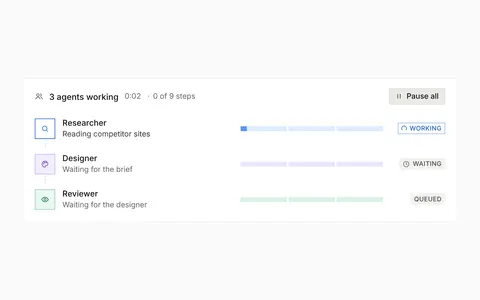 3 agents working 0:02 · 0 of 9 steps Pause all
Researcher
Reading competitor sites
WORKING
Designer
Waiting for the brief
WAITING
Reviewer
Waiting for the designer
QUEUED